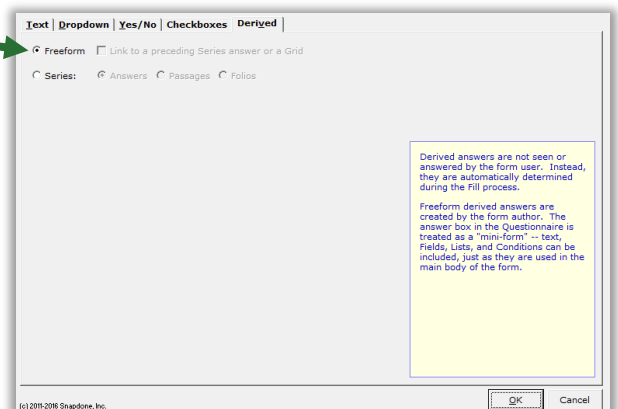 Text Dropdown Yes/No Checkboxes Derived
Freeform Link to a preceding Series answer or a Grid
Series: Answers Passages Folios
Derived answers are not seen or
answered by the form user. Instead,
they are automatically determined
during the Fill process.
Freeform derived answers are
created by the form author. The
answer box in the Questionnaire is
treated as a "mini-form" -- text,
Fields, Lists, and Conditions can be
included, just as they are used in the
main body of the form.
(c) 2011-2016 Snapdone, Inc.
OK Cancel